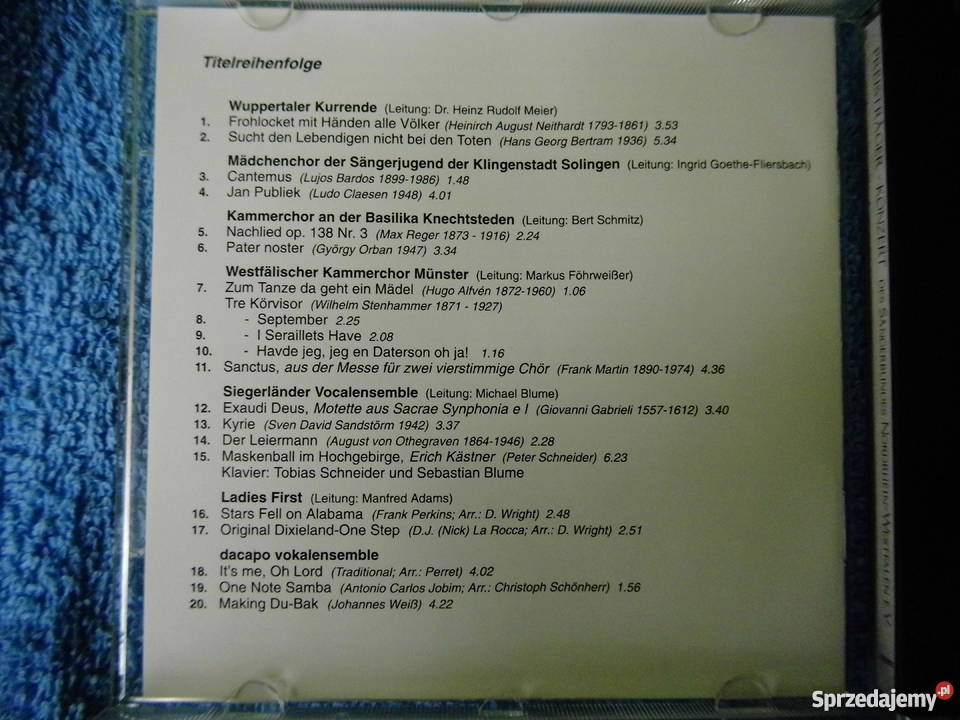 Titelreihenfolge
Wuppertaler Kurrende (Leitung: Dr. Heinz Rudolf Meier)
1. Frohlocket mit Händen alle Völker (Heinirch August Neithardt 1793-1861) 3.53
2. Sucht den Lebendigen nicht bei den Toten (Hans Georg Bertram 1936) 5.34
Mädchenchor der Sängerjugend der Klingenstadt Solingen (Leitung: Ingrid Goethe-Fliersbach)
3. Cantemus (Lujos Bardos 1899-1986) 1.48
4. Jan Publiek (Ludo Claesen 1948) 4.01
Kammerchor an der Basilika Knechtsteden (Leitung: Bert Schmitz)
5. Nachlied op. 138 Nr. 3 (Max Reger 1873 - 1916) 2.24
6. Pater noster (György Orban 1947) 3.34
Westfälischer Kammerchor Münster (Leitung: Markus Föhrweißer)
7. Zum Tanze da geht ein Mädel (Hugo Alfvén 1872-1960) 1.06
Tre Körvisor (Wilhelm Stenhammer 1871 - 1927)
8. - September 2.25
9. - I Seraillets Have 2.08
10. - Havde jeg, jeg en Daterson oh ja! 1.16
11. Sanctus, aus der Messe für zwei vierstimmige Chör (Frank Martin 1890-1974) 4.36
Siegerländer Vocalensemble (Leitung: Michael Blume)
12. Exaudi Deus, Motette aus Sacrae Synphonia e I (Giovanni Gabrieli 1557-1612) 3.40
13. Kyrie (Sven David Sandstörm 1942) 3.37
14. Der Leiermann (August von Othegraven 1864-1946) 2.28
15. Maskenball im Hochgebirge, Erich Kästner (Peter Schneider) 6.23
Klavier: Tobias Schneider und Sebastian Blume
Ladies First (Leitung: Manfred Adams)
16. Stars Fell on Alabama (Frank Perkins; Arr.: D. Wright) 2.48
17. Original Dixieland-One Step (D.J. (Nick) La Rocca; Arr.: D. Wright) 2.51
dacapo vokalensemble
18. It's me, Oh Lord (Traditional; Arr.: Perret) 4.02
19. One Note Samba (Antonio Carlos Jobim; Arr.: Christoph Schönherr) 1.56
20. Making Du-Bak (Johannes Weiß) 4.22
PREISTRÄGER - KONZERT DES SÄNGERBUNDES NORDRHEIN-WESTFALEN E.V.
Sprzedajemy.pl